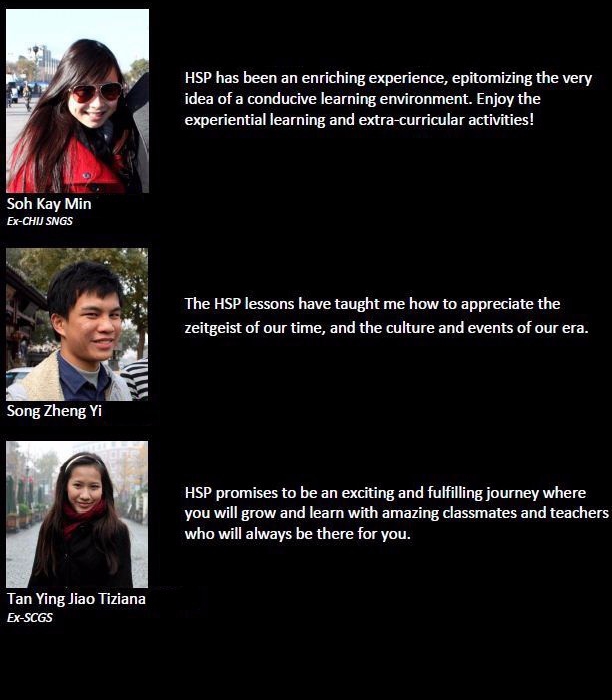 HSP has been an enriching experience, epitomizing the very
idea of a conducive learning environment. Enjoy the
experiential learning and extra-curricular activities!
Soh Kay Min
Ex-CHIJ SNGS
The HSP lessons have taught me how to appreciate the
zeitgeist of our time, and the culture and events of our era.
Song Zheng Yi
HSP promises to be an exciting and fulfilling journey where
you will grow and learn with amazing classmates and teachers
who will always be there for you.
Tan Ying Jiao Tiziana
Ex-SCGS